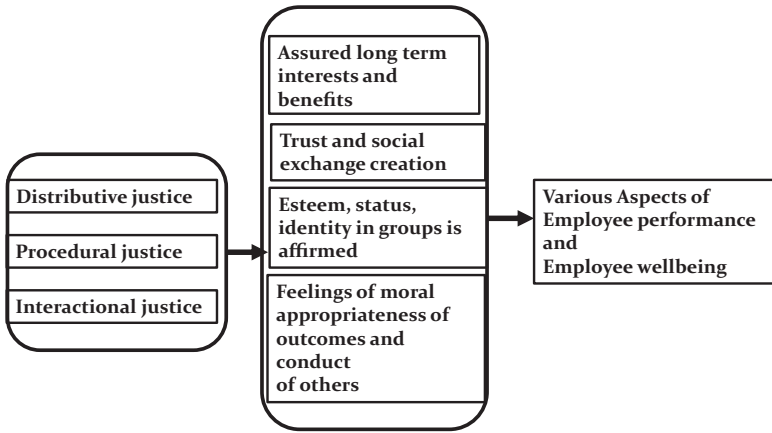 Distributive justice
Procedural justice
Interactional justice
Assured long term
interests and
benefits
Trust and social
exchange creation
Esteem, status,
identity in groups is
affirmed
Feelings of moral
appropriateness of
outcomes and
conduct
of others
Various Aspects of
Employee performance
and
Employee wellbeing